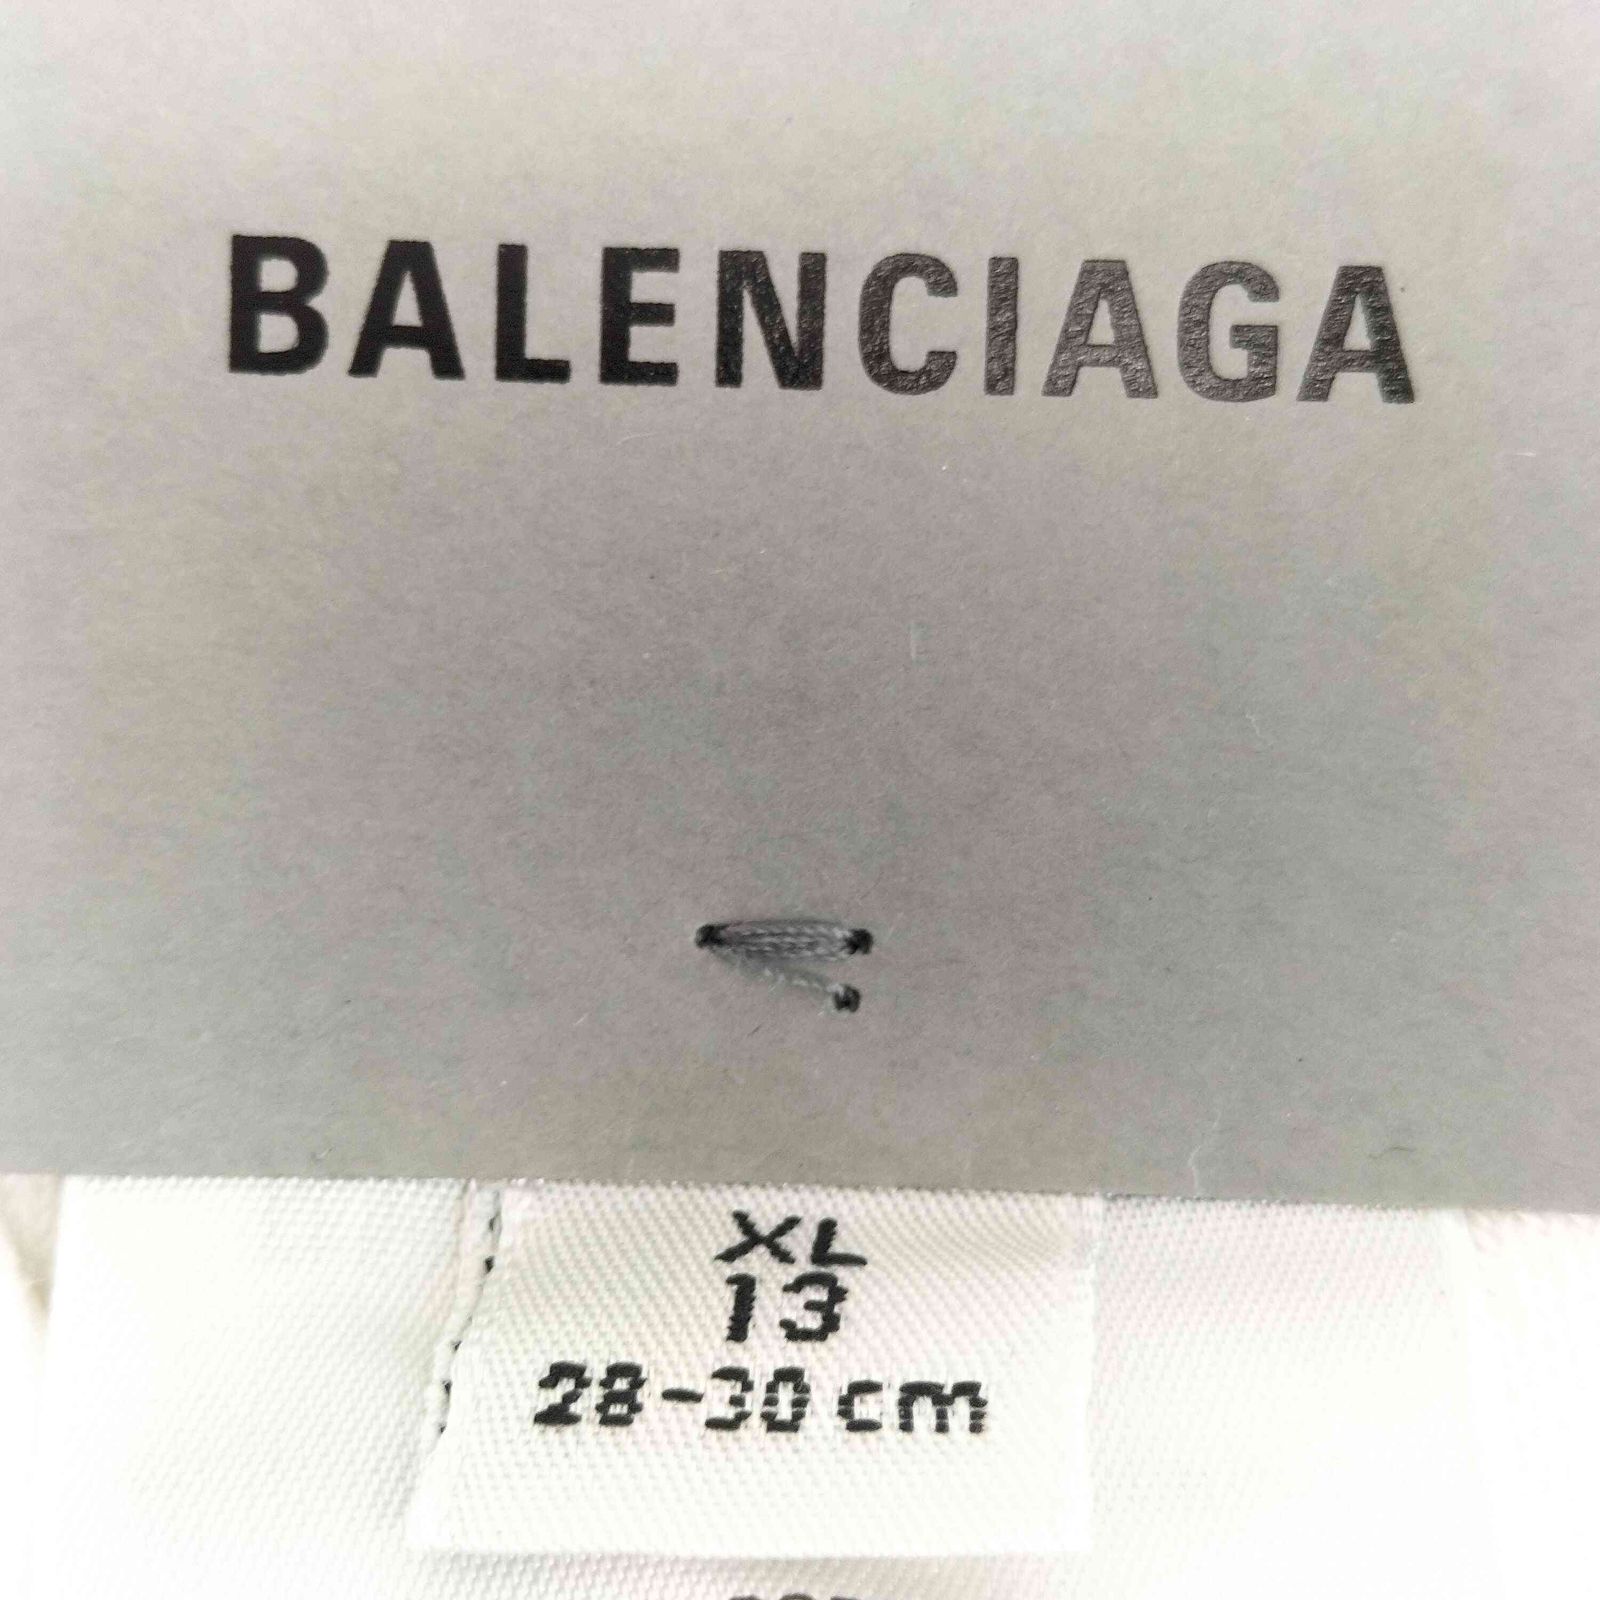 BALENCIAGA
XL
13
28-30 cm